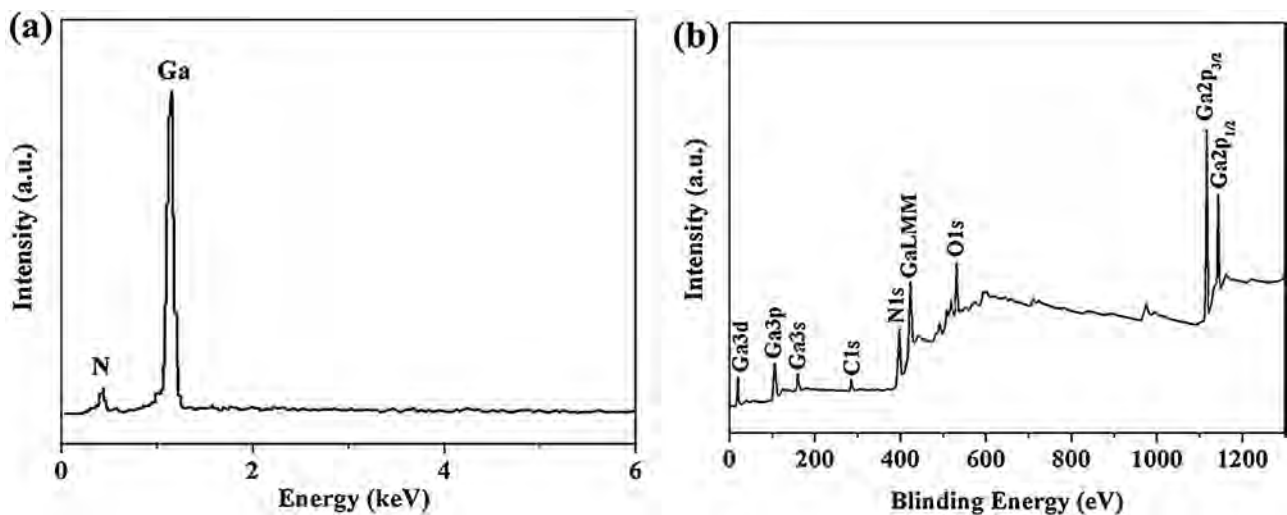 (a)
Ga
N
Intensity (a.u.)
0
2
4
6
Energy (keV)
(b)
Ga3d
Ga3p
Ga3s
C1s
N1s
GaLMM
O1s
Ga2p3/2
Ga2p1/2
Intensity (a.u.)
0
200
400
600
800
1000
1200
Blinding Energy (eV)